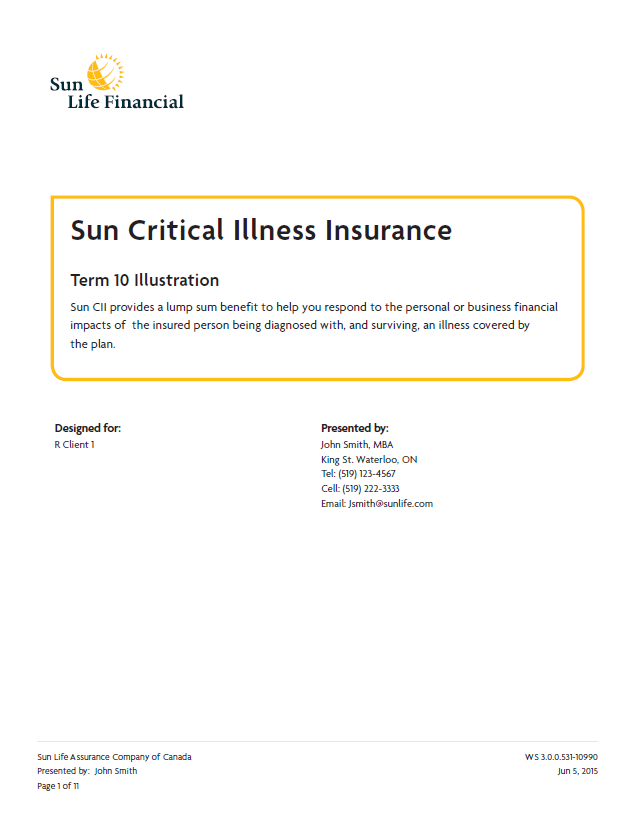 Sun
Life Financial
Sun Critical Illness Insurance
Term 10 Illustration
Sun CII provides a lump sum benefit to help you respond to the personal or business financial
impacts of the insured person being diagnosed with, and surviving, an illness covered by
the plan.
Designed for:
R Client 1
Presented by:
John Smith, MBA
King St. Waterloo, ON
Tel: (519) 123-4567
Cell: (519) 222-3333
Email: Jsmith@sunlife.com
Sun Life Assurance Company of Canada
Presented by: John Smith
Page 1 of 11
WS 3.0.0.531-10990
Jun 5, 2015